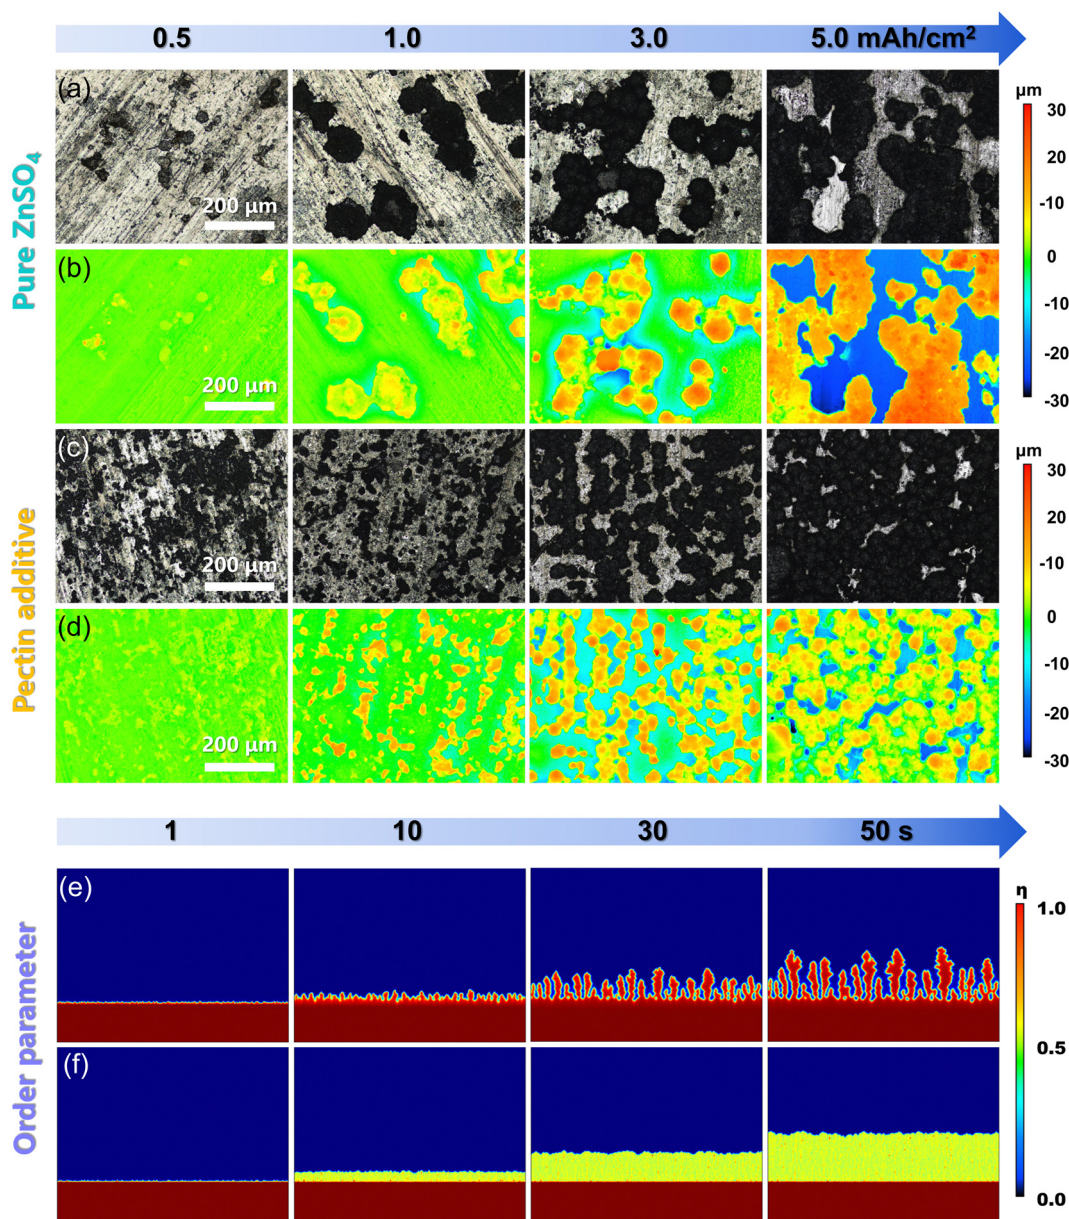 0.5 1.0 3.0 5.0 mAh/cm²
Pure ZnSO₄
(a)
200 μm
μm
30
20
-10
0
-10
-20
-30
(b)
200 μm
Pectin additive
(c)
200 μm
μm
30
20
-10
0
-10
-20
-30
(d)
200 μm
1 10 30 50 s
Order parameter
(e)
η
1.0
0.5
0.0
(f)